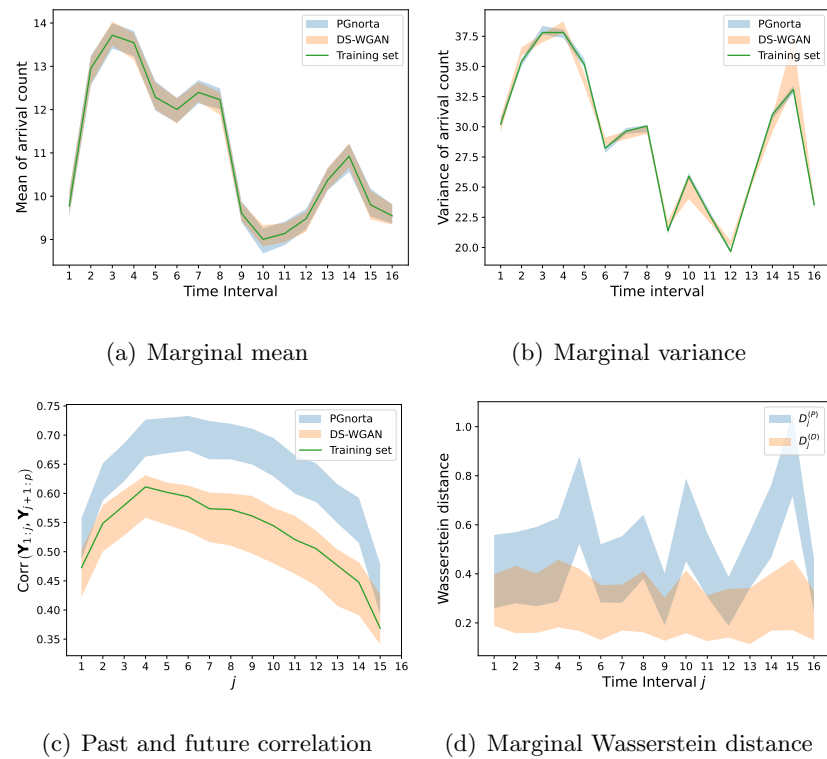 PGnorta
DS-WGAN
Training set
Mean of arrival count
14
13
12
11
10
9
1 2 3 4 5 6 7 8 9 10 11 12 13 14 15 16
Time Interval
(a) Marginal mean
PGnorta
DS-WGAN
Training set
Variance of arrival count
37.5
35.0
32.5
30.0
27.5
25.0
22.5
20.0
1 2 3 4 5 6 7 8 9 10 11 12 13 14 15 16
Time interval
(b) Marginal variance
PGnorta
DS-WGAN
Training set
Corr (Y_{1:j}, Y_{j+1:p})
0.75
0.70
0.65
0.60
0.55
0.50
0.45
0.40
0.35
1 2 3 4 5 6 7 8 9 10 11 12 13 14 15 16
j
(c) Past and future correlation
D_j^{(P)}
D_j^{(D)}
Wasserstein distance
1.0
0.8
0.6
0.4
0.2
1 2 3 4 5 6 7 8 9 10 11 12 13 14 15 16
Time Interval j
(d) Marginal Wasserstein distance